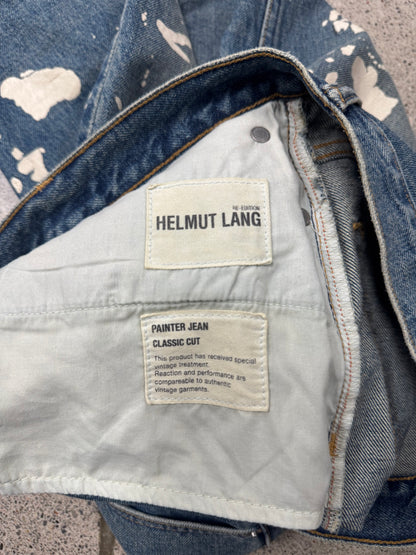 RE-EDITION
HELMUT LANG
PAINTER JEAN
CLASSIC CUT
This product has received special
vintage treatment.
Reaction and performance are
compareable to authentic
vintage garments.